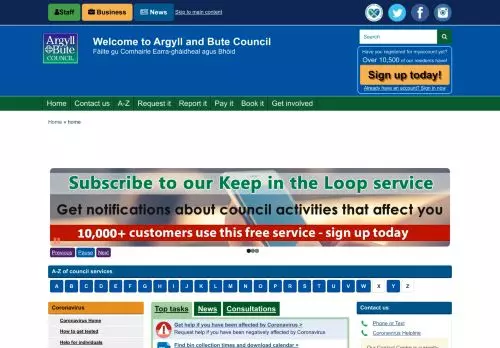 Staff Business News Skip to main content
Argyll & Bute COUNCIL
Welcome to Argyll and Bute Council
Fàilte gu Comhairle Earra-ghàidheal agus Bhòid
Search
Have you registered for myaccount yet?
Over 10,500 of our residents have!
Sign up today!
Already have an account? Sign in now
Home Contact us A-Z Request it Report it Pay it Book it Get involved
Home » home
Subscribe to our Keep in the Loop service
Get notifications about council activities that affect you
10,000+ customers use this free service - sign up today
Previous Pause Next
A-Z of council services
A B C D E F G H I J K L M N O P Q R S T U V W X Y Z
Coronavirus
Coronavirus Home
How to get tested
Help for individuals
Top tasks News Consultations
Get help if you have been affected by Coronavirus >
Request help if you have been negatively affected by Coronavirus
Find bin collection times and download calendar >
Contact us
Phone or Text
Coronavirus Helpline